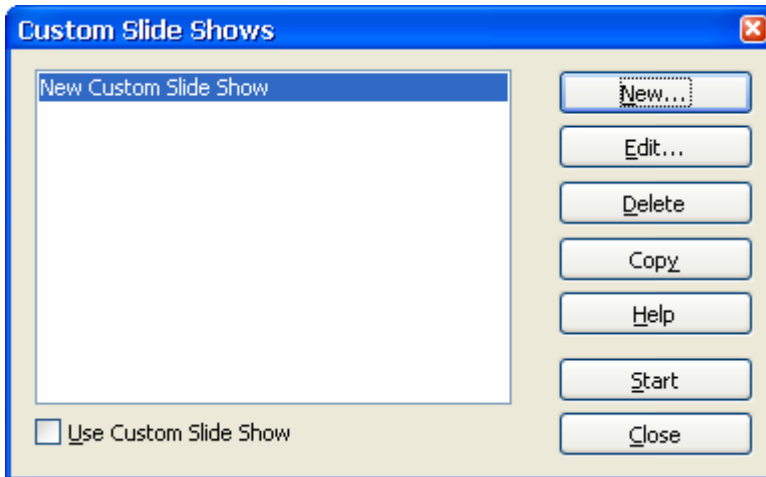 Custom Slide Shows
New Custom Slide Show
New...
Edit...
Delete
Copy
Help
Start
Use Custom Slide Show
Close